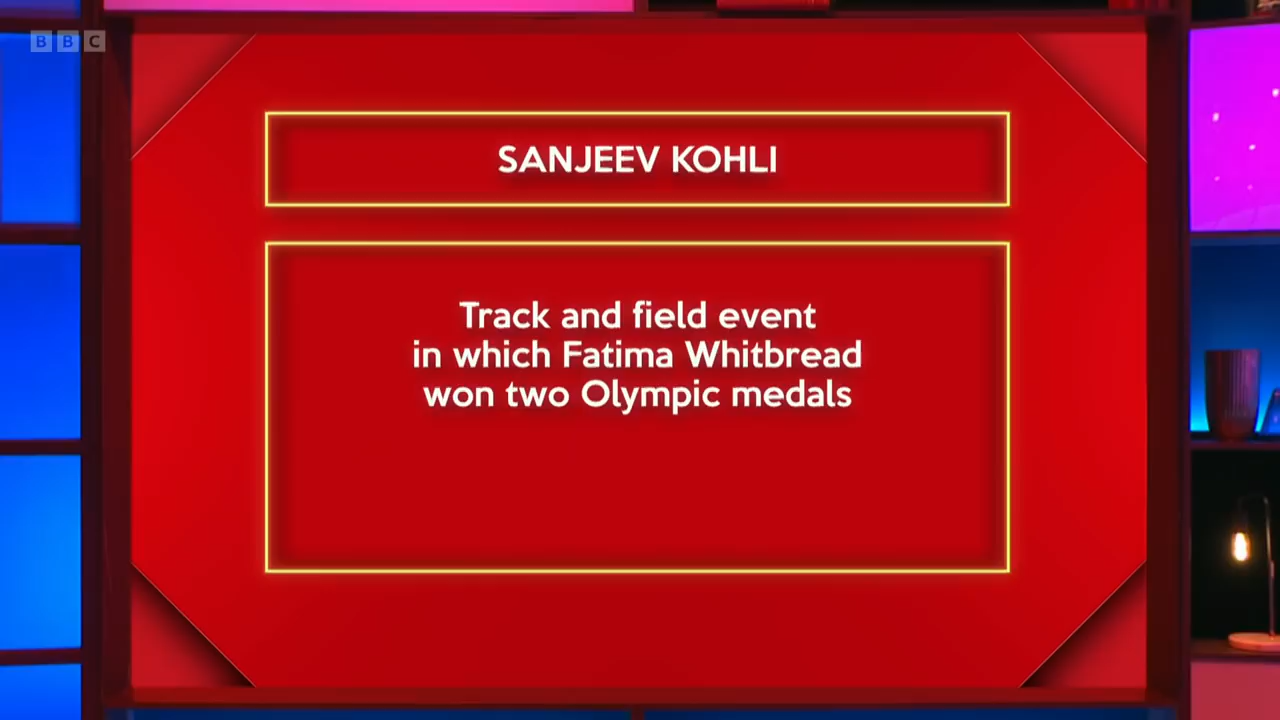 BBC
SANJEEV KOHLI
Track and field event
in which Fatima Whitbread
won two Olympic medals